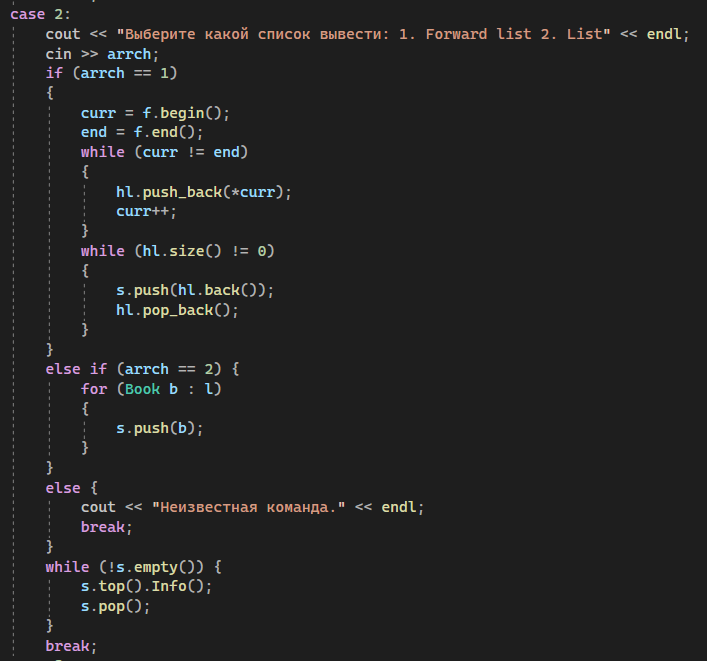 case 2:
cout << "Выберите какой список вывести: 1. Forward list 2. List" << endl;
cin >> arrch;
if (arrch == 1)
{
curr = f.begin();
end = f.end();
while (curr != end)
{
hl.push_back(*curr);
curr++;
}
while (hl.size() != 0)
{
s.push(hl.back());
hl.pop_back();
}
}
else if (arrch == 2) {
for (Book b : l)
{
s.push(b);
}
}
else {
cout << "Неизвестная команда." << endl;
break;
}
while (!s.empty()) {
s.top().Info();
s.pop();
}
break;